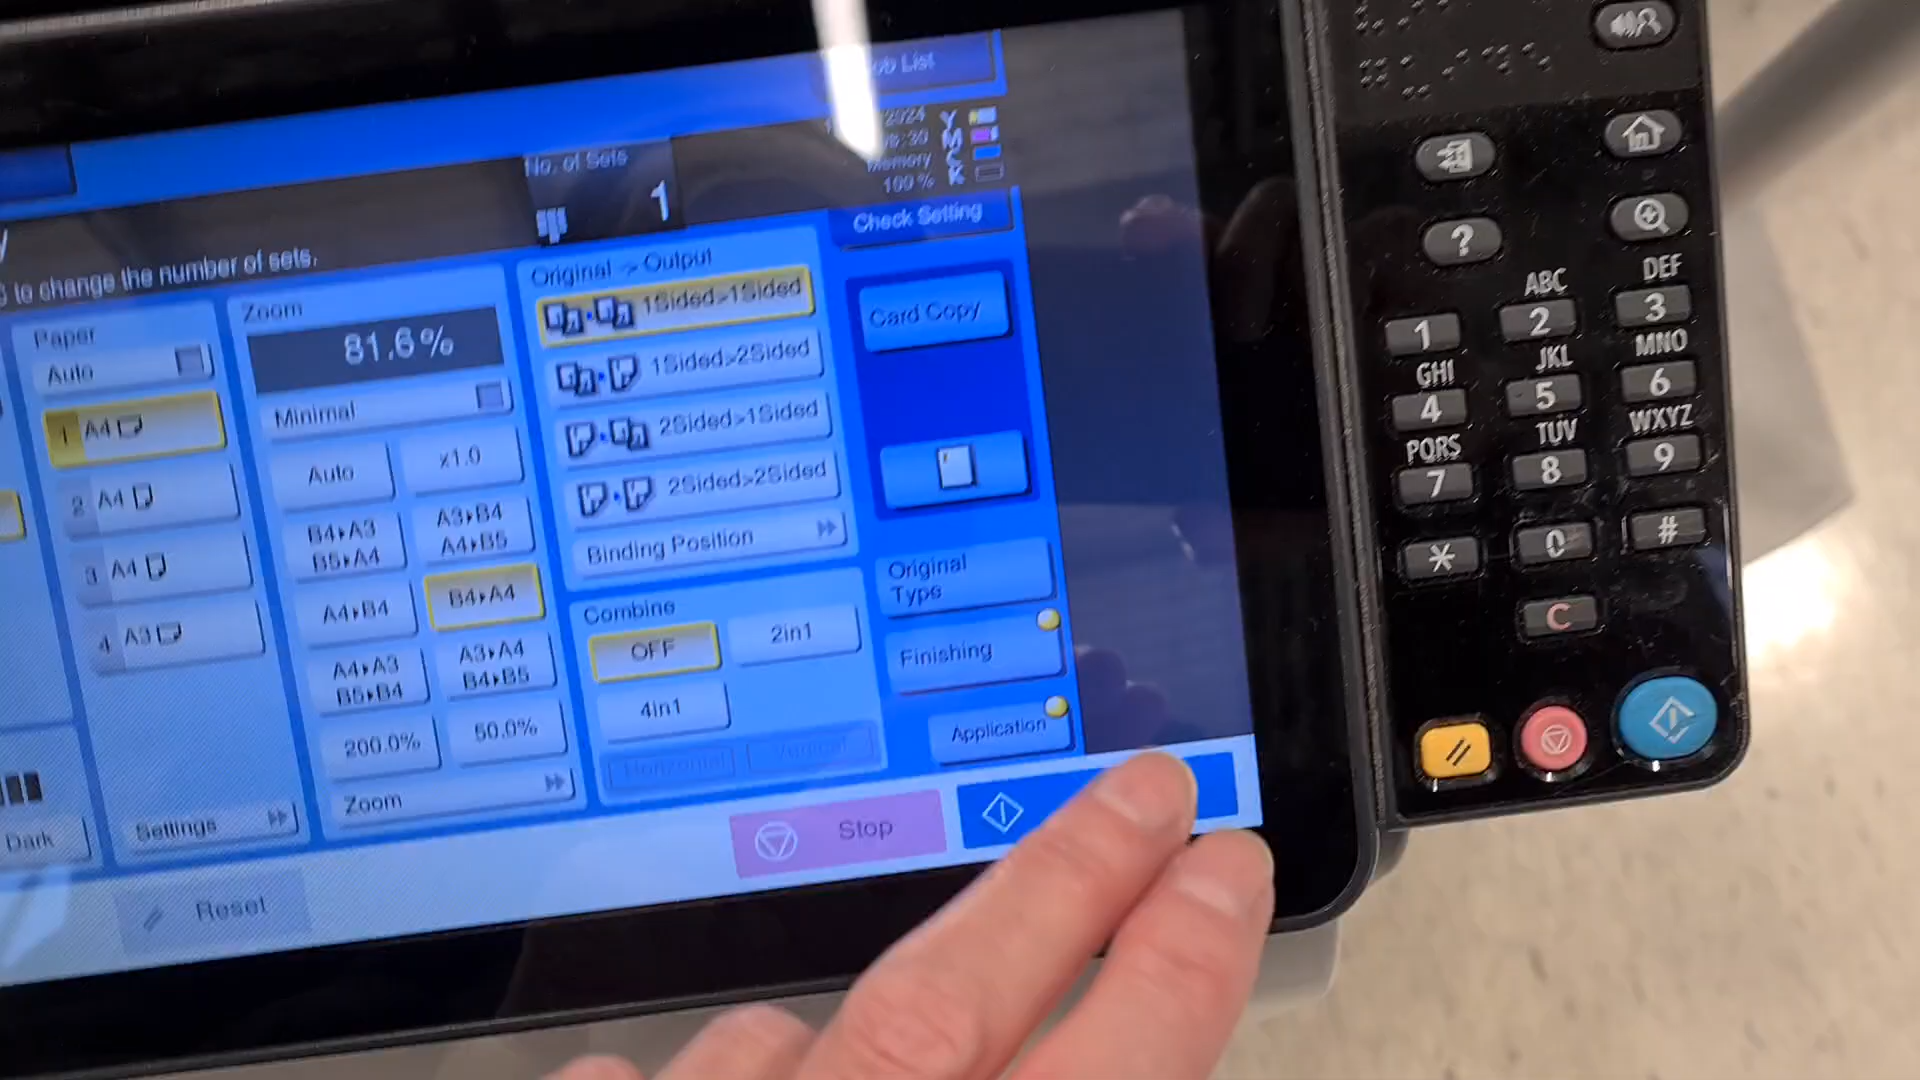 Job List
2024
Y
M
C
K
Memory
100 %
No. of Sets
1
to change the number of sets.
Check Setting
Paper
Auto
1 A4
2 A4
3 A4
4 A3
Settings
Zoom
81.6%
Minimal
Auto
x1.0
B4▸A3
B5▸A4
A3▸B4
A4▸B5
A4▸B4
B4▸A4
A4▸A3
B5▸B4
A3▸A4
B4▸B5
200.0%
50.0%
Zoom
Original -> Output
1Sided>1Sided
1Sided>2Sided
2Sided>1Sided
2Sided>2Sided
Binding Position
Combine
OFF
2in1
4in1
Horizontal
Vertical
Card Copy
Original
Type
Finishing
Application
Dark
Stop
Reset
?
1
ABC
2
DEF
3
GHI
4
JKL
5
MNO
6
PQRS
7
TUV
8
WXYZ
9
*
0
#
C